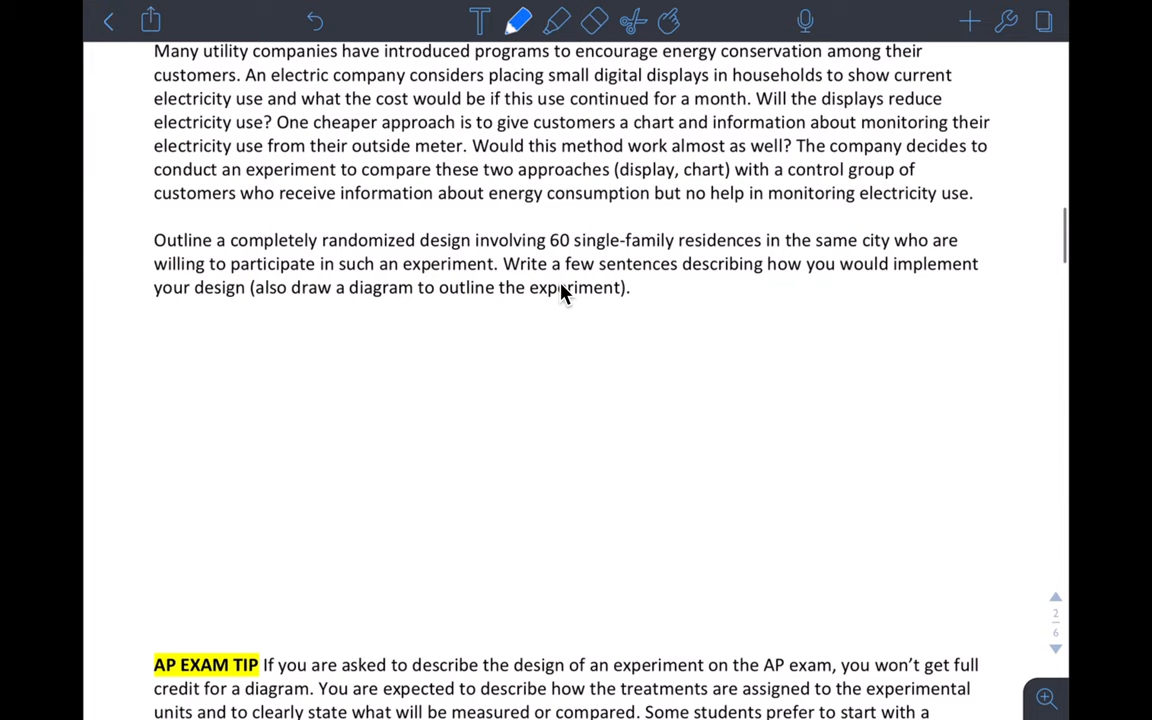 T
Many utility companies have introduced programs to encourage energy conservation among their
customers. An electric company considers placing small digital displays in households to show current
electricity use and what the cost would be if this use continued for a month. Will the displays reduce
electricity use? One cheaper approach is to give customers a chart and information about monitoring their
electricity use from their outside meter. Would this method work almost as well? The company decides to
conduct an experiment to compare these two approaches (display, chart) with a control group of
customers who receive information about energy consumption but no help in monitoring electricity use.
Outline a completely randomized design involving 60 single-family residences in the same city who are
willing to participate in such an experiment. Write a few sentences describing how you would implement
your design (also draw a diagram to outline the experiment).
2
6
AP EXAM TIP If you are asked to describe the design of an experiment on the AP exam, you won’t get full
credit for a diagram. You are expected to describe how the treatments are assigned to the experimental
units and to clearly state what will be measured or compared. Some students prefer to start with a